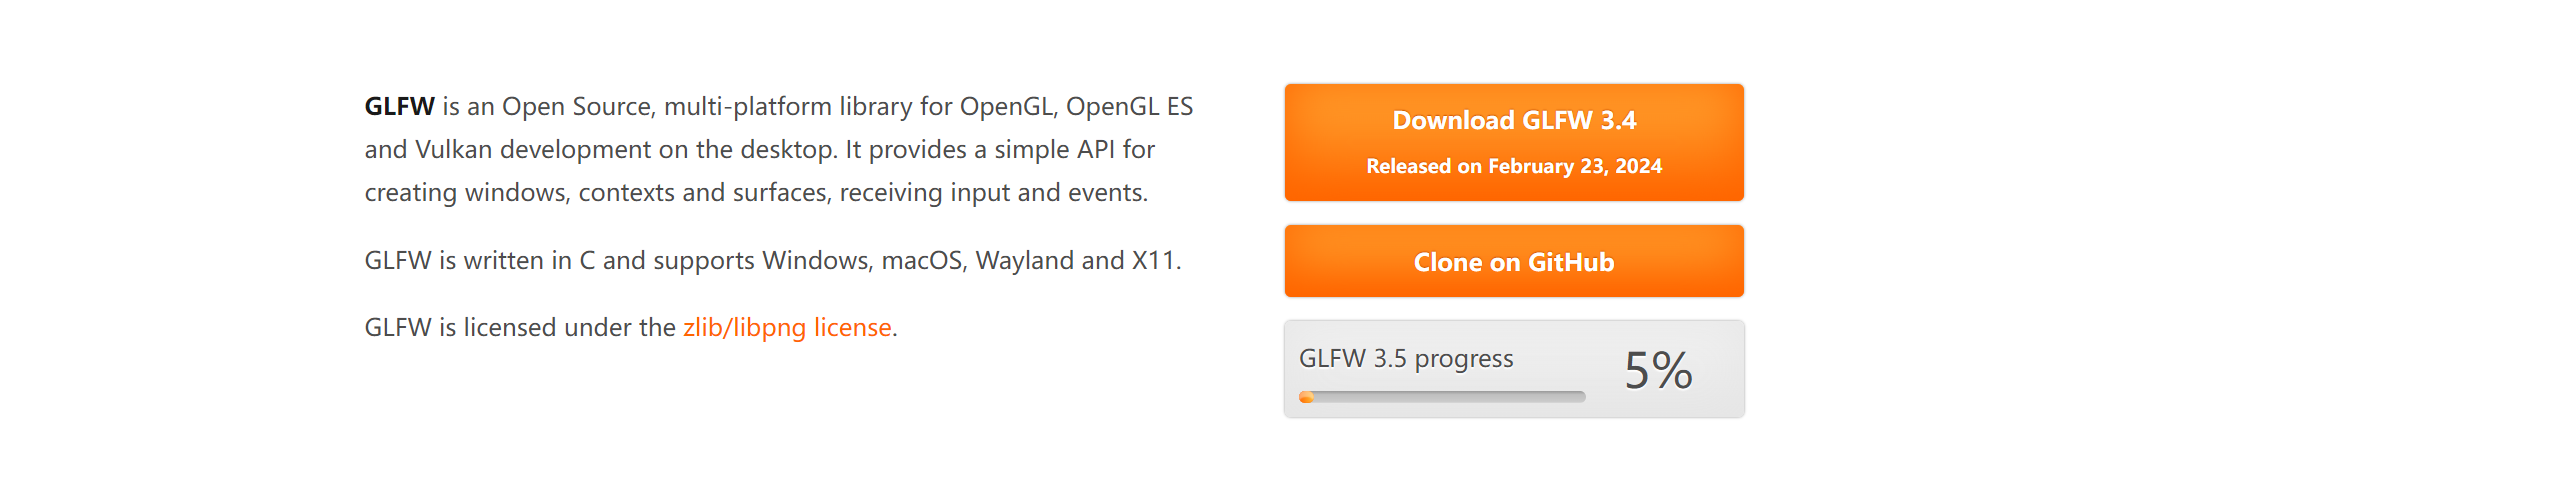 GLFW is an Open Source, multi-platform library for OpenGL, OpenGL ES
and Vulkan development on the desktop. It provides a simple API for
creating windows, contexts and surfaces, receiving input and events.
GLFW is written in C and supports Windows, macOS, Wayland and X11.
GLFW is licensed under the zlib/libpng license.
Download GLFW 3.4
Released on February 23, 2024
Clone on GitHub
GLFW 3.5 progress
5%